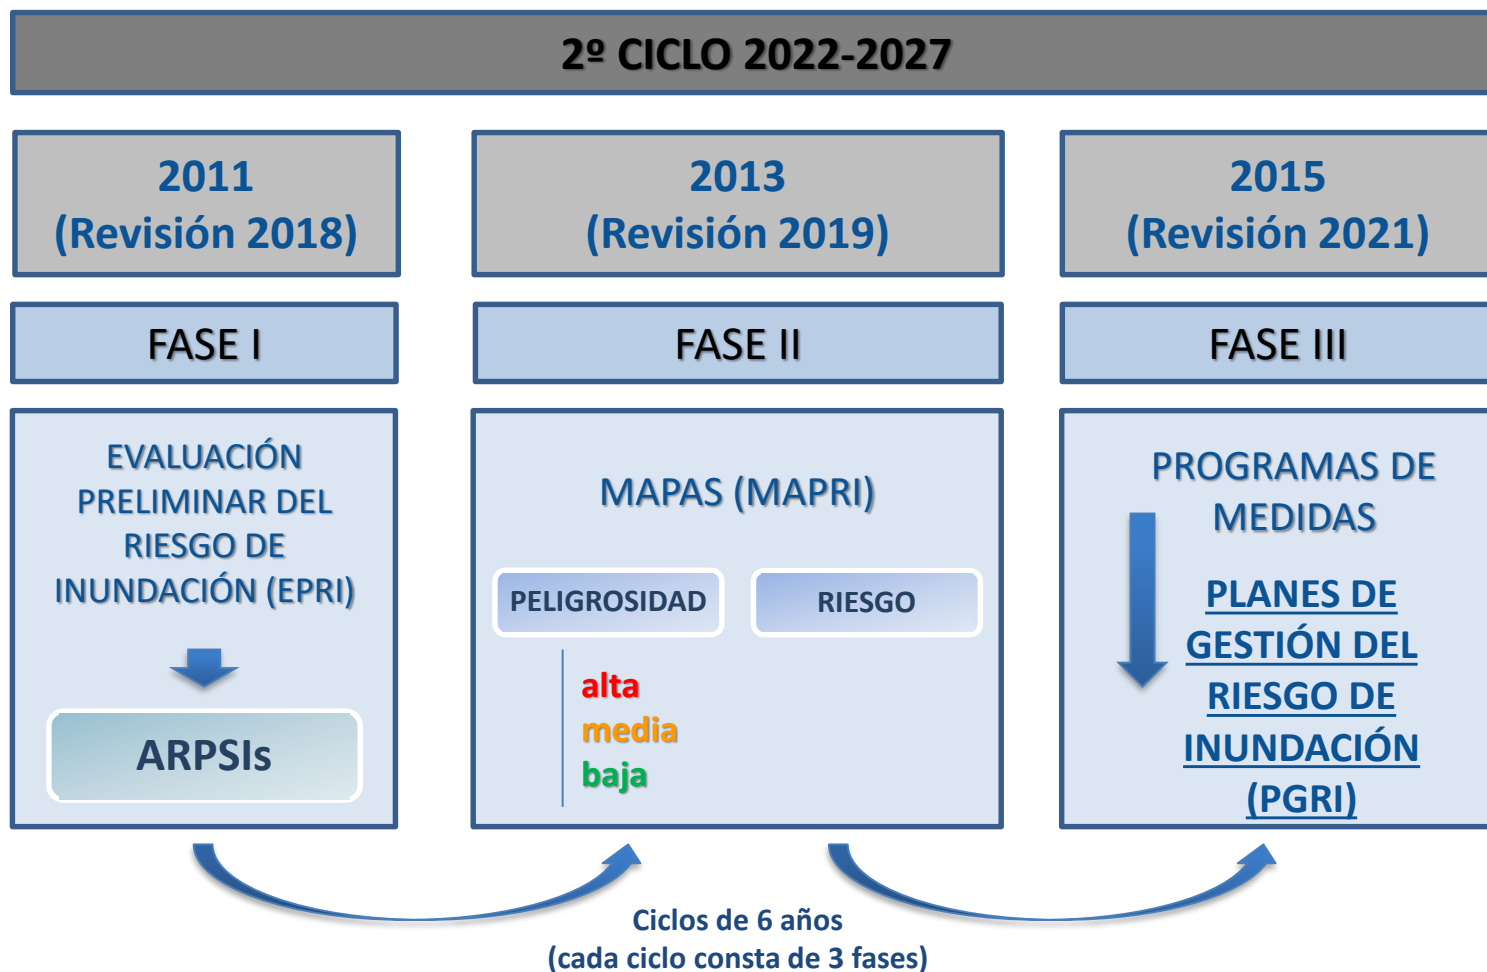 2º CICLO 2022-2027
2011
(Revisión 2018)
2013
(Revisión 2019)
2015
(Revisión 2021)
FASE I
FASE II
FASE III
EVALUACIÓN
PRELIMINAR DEL
RIESGO DE
INUNDACIÓN (EPRI)
ARPSIs
MAPAS (MAPRI)
PELIGROSIDAD
RIESGO
alta
media
baja
PROGRAMAS DE
MEDIDAS
PLANES DE
GESTIÓN DEL
RIESGO DE
INUNDACIÓN
(PGRI)
Ciclos de 6 años
(cada ciclo consta de 3 fases)